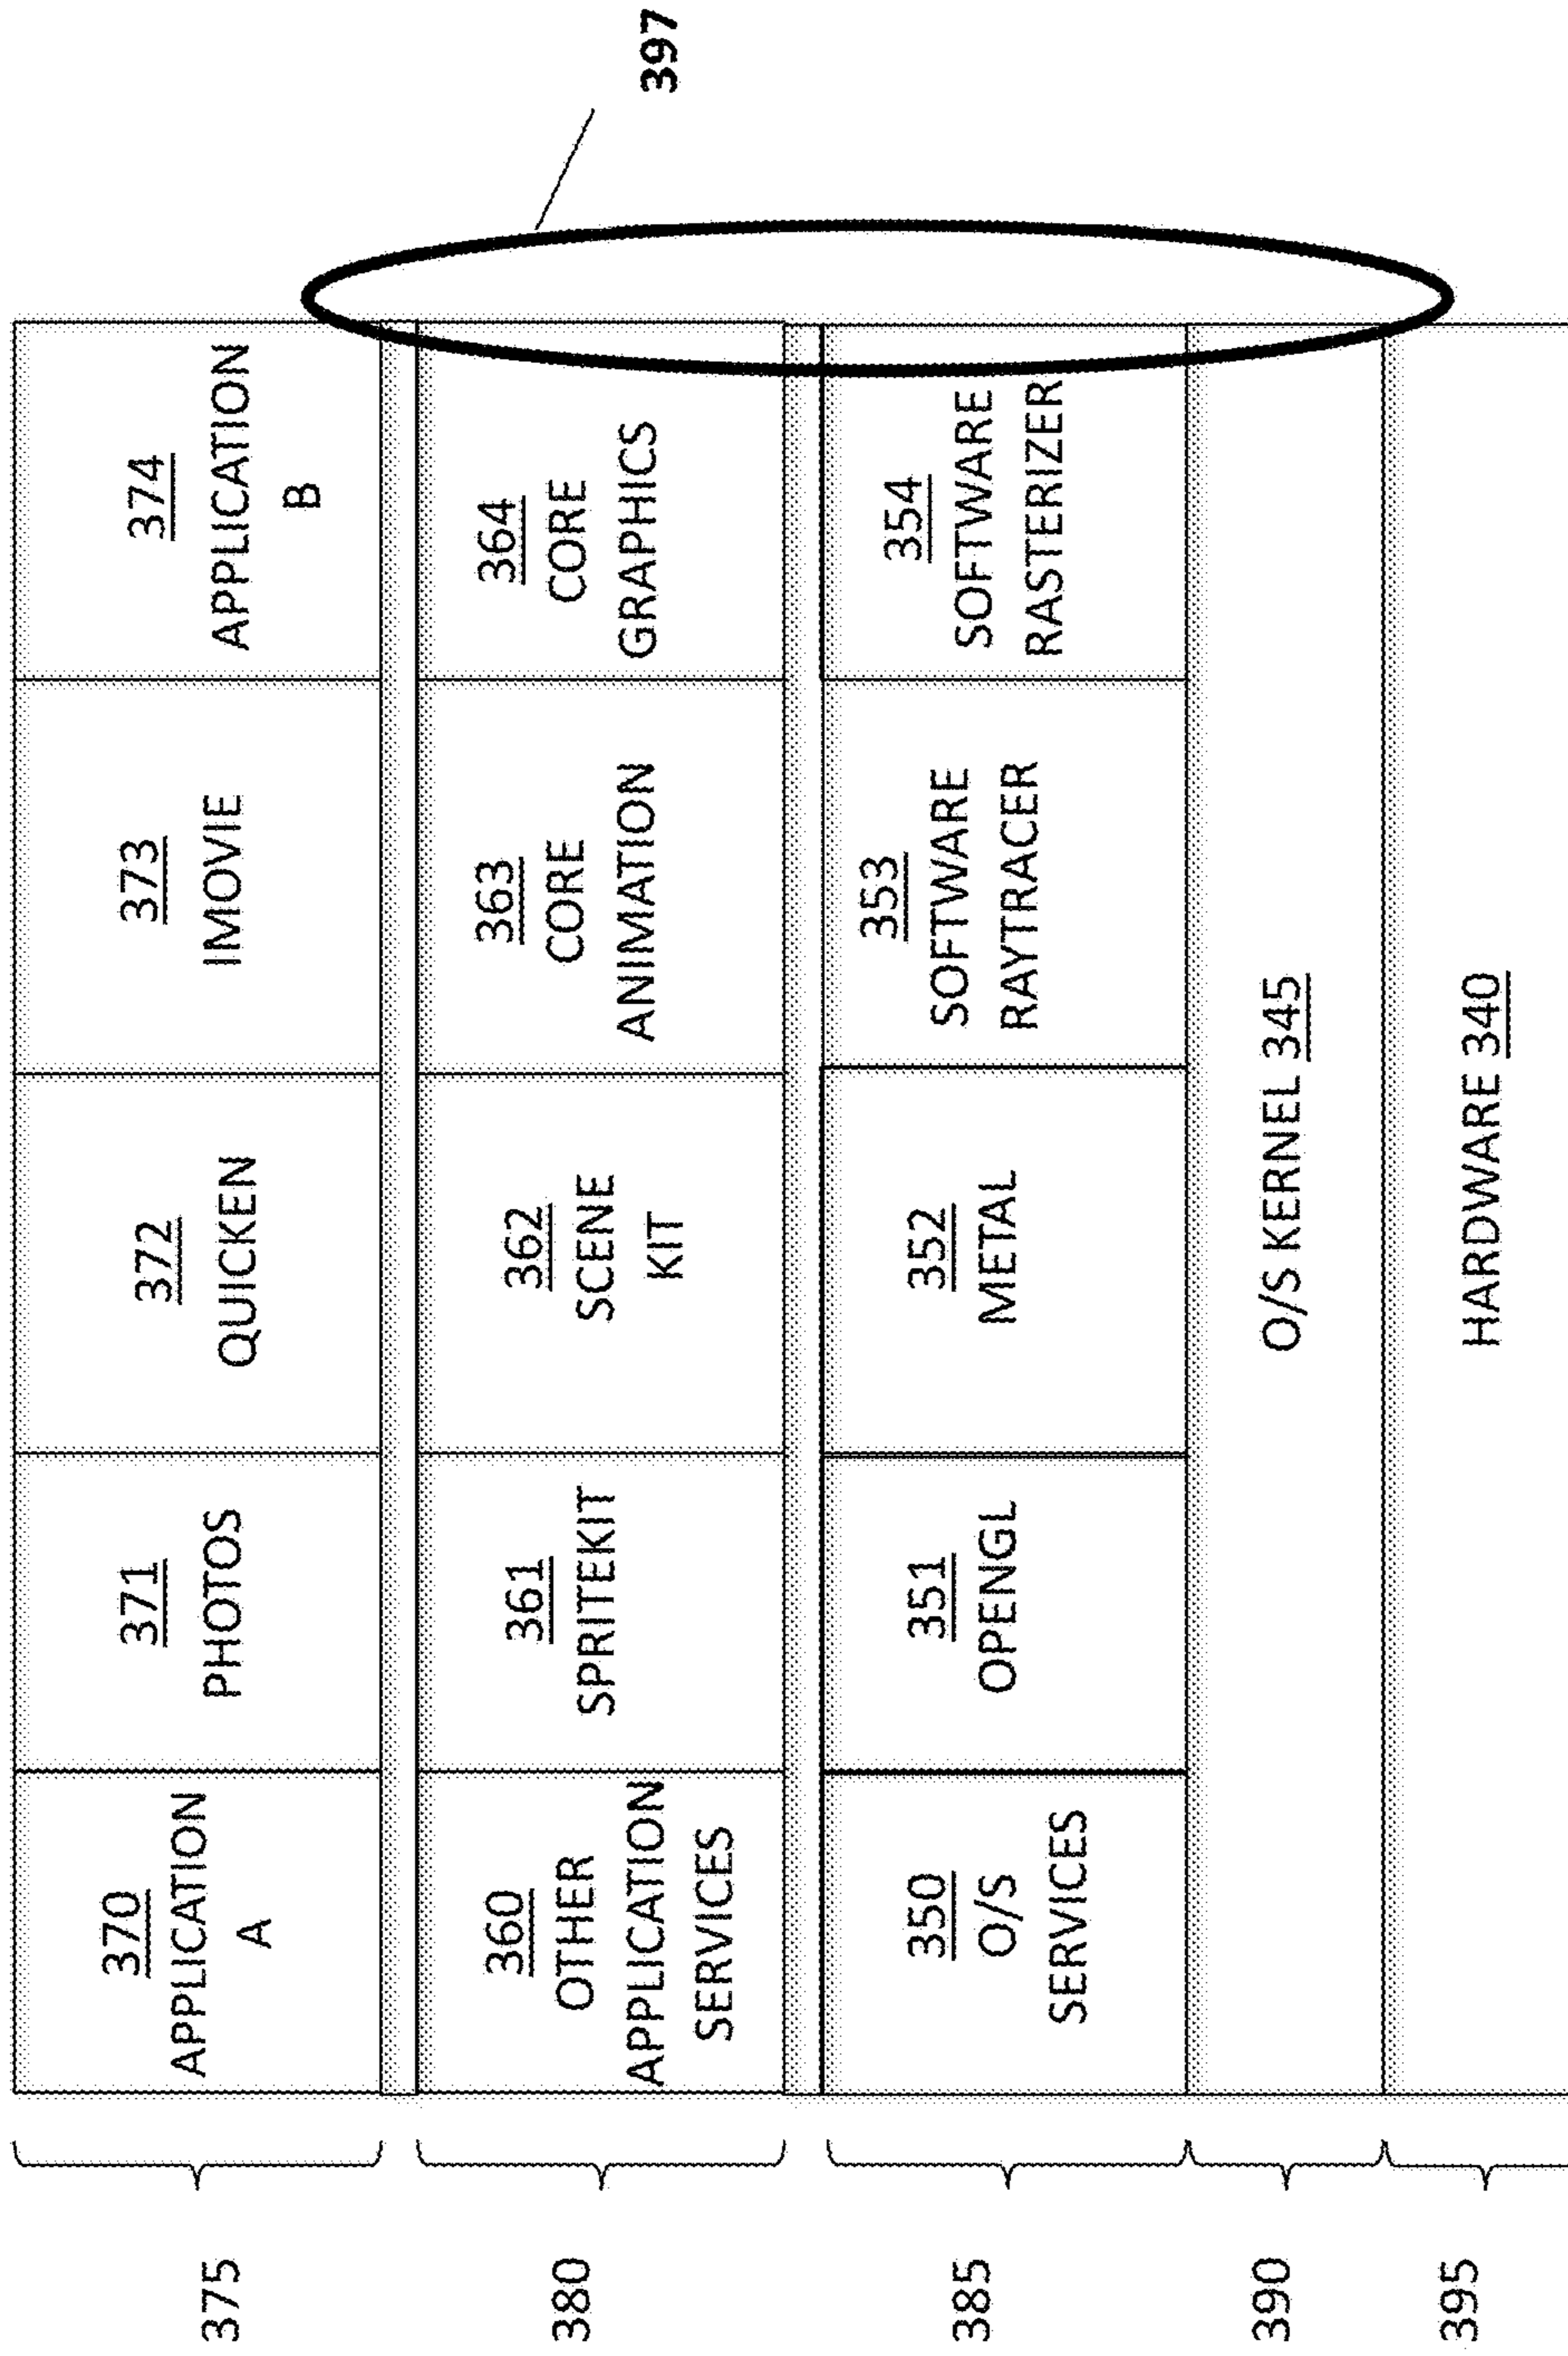 375
370
APPLICATION
A
371
PHOTOS
372
QUICKEN
373
IMOVIE
374
APPLICATION
B
397
380
360
OTHER
APPLICATION
SERVICES
361
SPRITEKIT
362
SCENE
KIT
363
CORE
ANIMATION
364
CORE
GRAPHICS
385
350
O/S
SERVICES
351
OPENGL
352
METAL
353
SOFTWARE
RAYTRACER
354
SOFTWARE
RASTERIZER
390
O/S KERNEL 345
395
HARDWARE 340